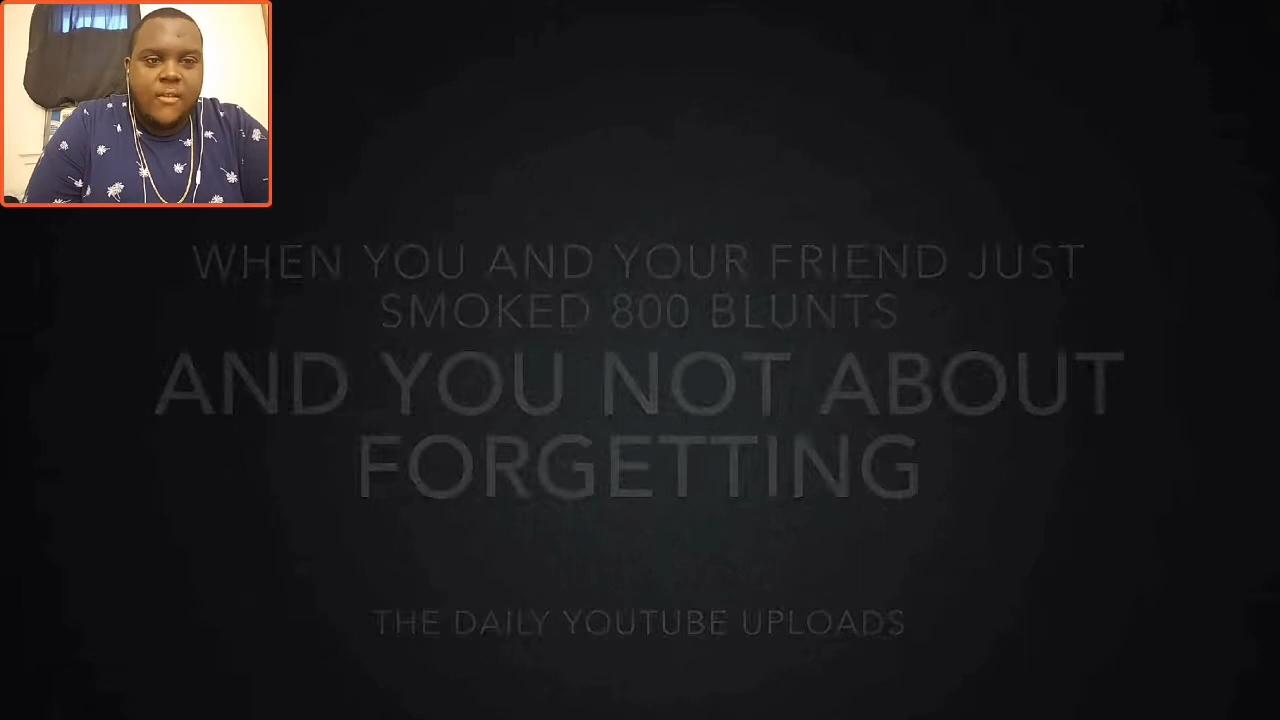 WHEN YOU AND YOUR FRIEND JUST
SMOKED 800 BLUNTS
AND YOU NOT ABOUT
FORGETTING
THE DAILY YOUTUBE UPLOADS